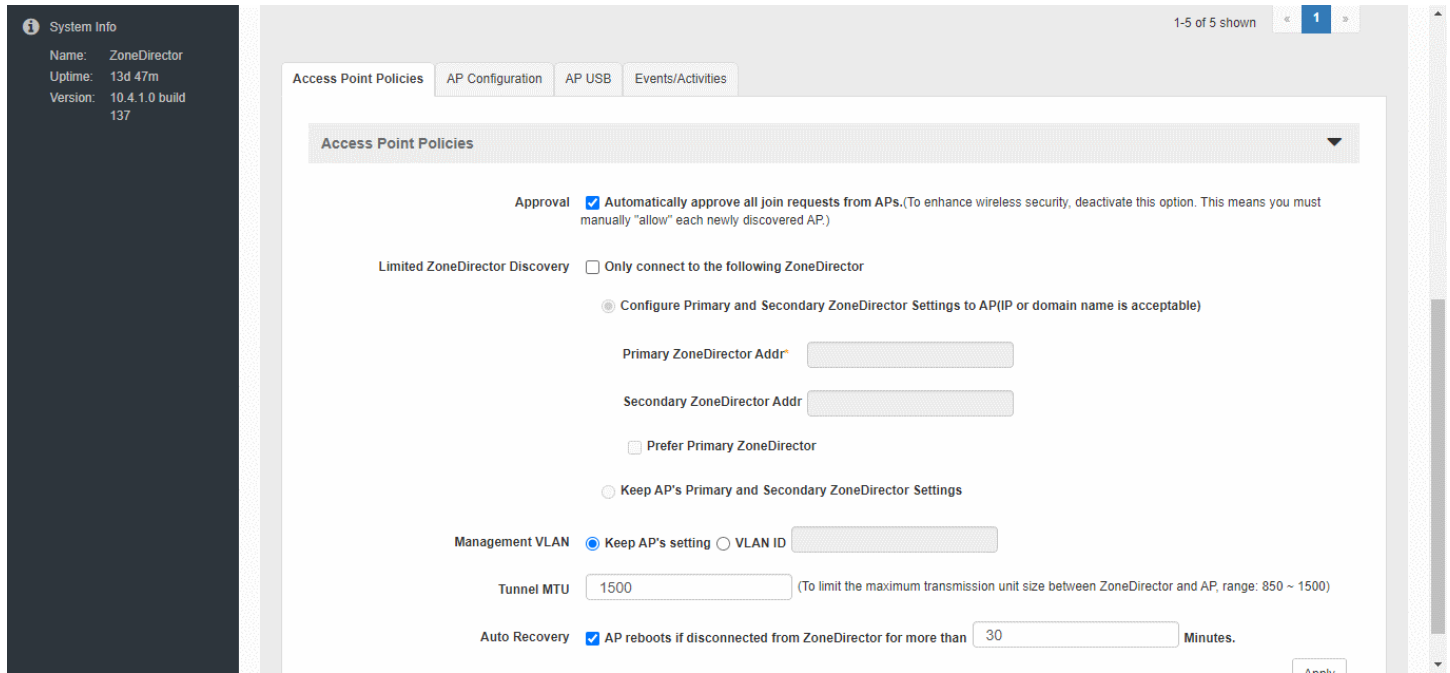 System Info
Name: ZoneDirector
Uptime: 13d 47m
Version: 10.4.1.0 build
137
1-5 of 5 shown « 1 »
Access Point Policies AP Configuration AP USB Events/Activities
Access Point Policies
Approval Automatically approve all join requests from APs.(To enhance wireless security, deactivate this option. This means you must
manually "allow" each newly discovered AP.)
Limited ZoneDirector Discovery Only connect to the following ZoneDirector
Configure Primary and Secondary ZoneDirector Settings to AP(IP or domain name is acceptable)
Primary ZoneDirector Addr*
Secondary ZoneDirector Addr
Prefer Primary ZoneDirector
Keep AP's Primary and Secondary ZoneDirector Settings
Management VLAN Keep AP's setting VLAN ID
Tunnel MTU 1500 (To limit the maximum transmission unit size between ZoneDirector and AP, range: 850 ~ 1500)
Auto Recovery AP reboots if disconnected from ZoneDirector for more than 30 Minutes.
Apply